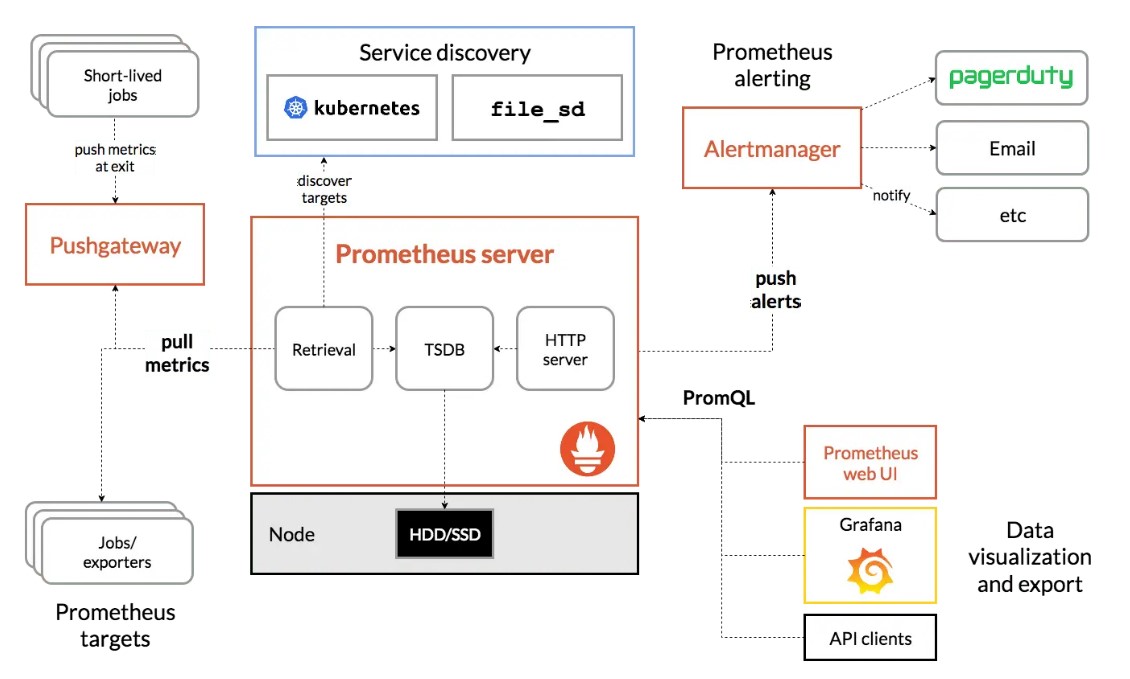 Short-lived
jobs
push metrics
at exit
Pushgateway
pull
metrics
Jobs/
exporters
Prometheus
targets
Service discovery
kubernetes
file_sd
discover
targets
Prometheus server
Retrieval
TSDB
HTTP
server
Node
HDD/SSD
Prometheus
alerting
Alertmanager
pagerduty
Email
notify
etc
push
alerts
PromQL
Prometheus
web UI
Grafana
API clients
Data
visualization
and export